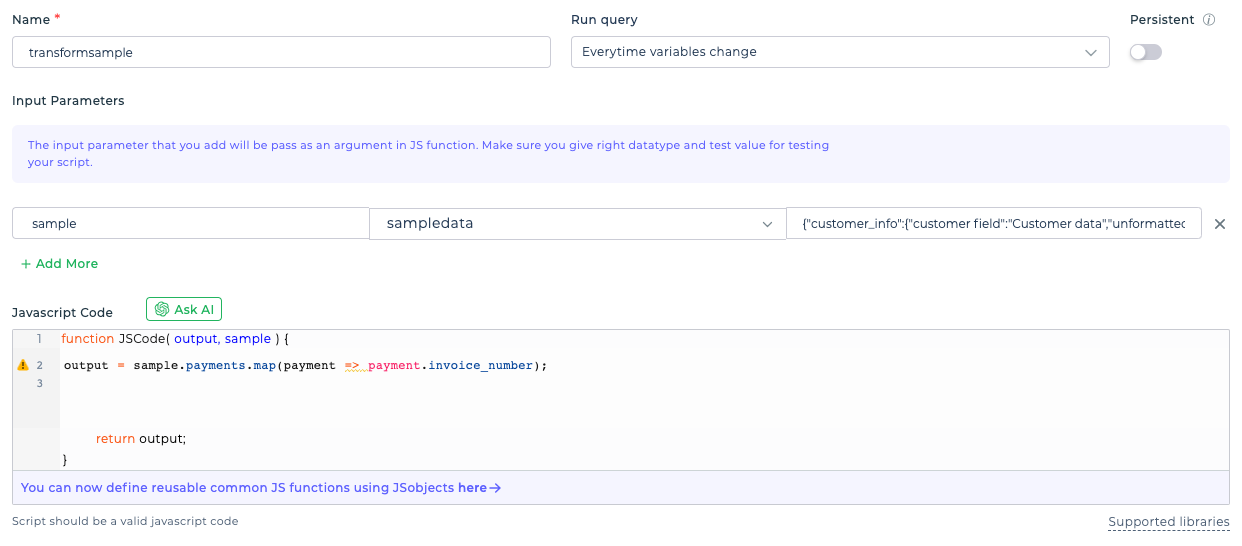 Name *
Run query
Persistent
transformsample
Everytime variables change
Input Parameters
The input parameter that you add will be pass as an argument in JS function. Make sure you give right datatype and test value for testing
your script.
sample
sampledata
{"customer_info":{"customer field":"Customer data","unformatted
+ Add More
Javascript Code
Ask AI
1 function JSCode( output, sample ) {
2 output = sample.payments.map(payment => payment.invoice_number);
3
return output;
}
You can now define reusable common JS functions using JSobjects here→
Script should be a valid javascript code
Supported libraries